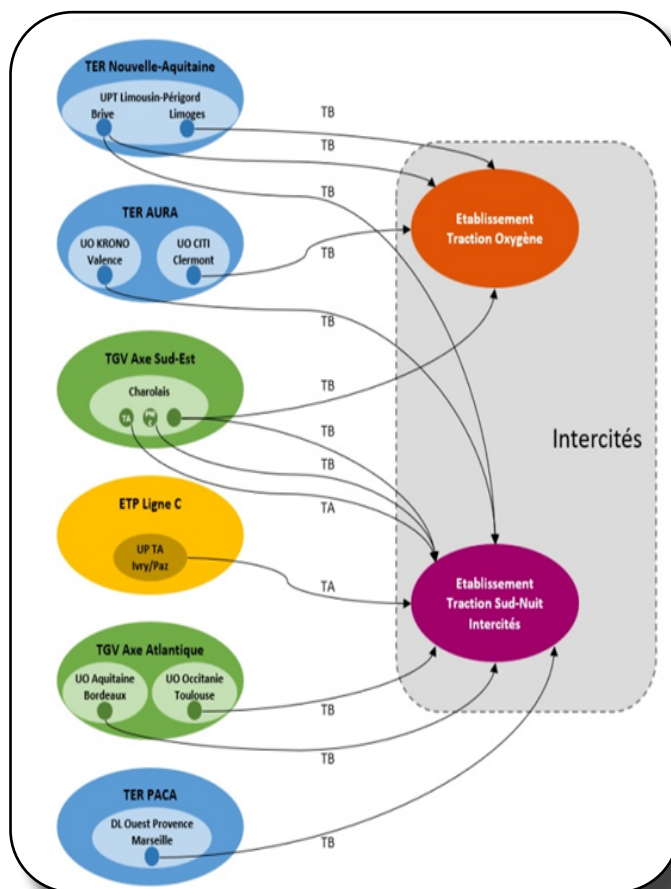 TER Nouvelle-Aquitaine
UPT Limousin-Périgord
Brive Limoges
TB
TB
TB
TER AURA
UO KRONO
Valence
UO CITI
Clermont
TB
TB
Etablissement
Traction Oxygène
TGV Axe Sud-Est
Charolais
TA
TB
TB
TB
TA
Intercités
ETP Ligne C
UP TA
Ivry/Paz
TA
Etablissement
Traction Sud-Nuit
Intercités
TGV Axe Atlantique
UO Aquitaine
Bordeaux
UO Occitanie
Toulouse
TB
TB
TER PACA
DL Ouest Provence
Marseille
TB